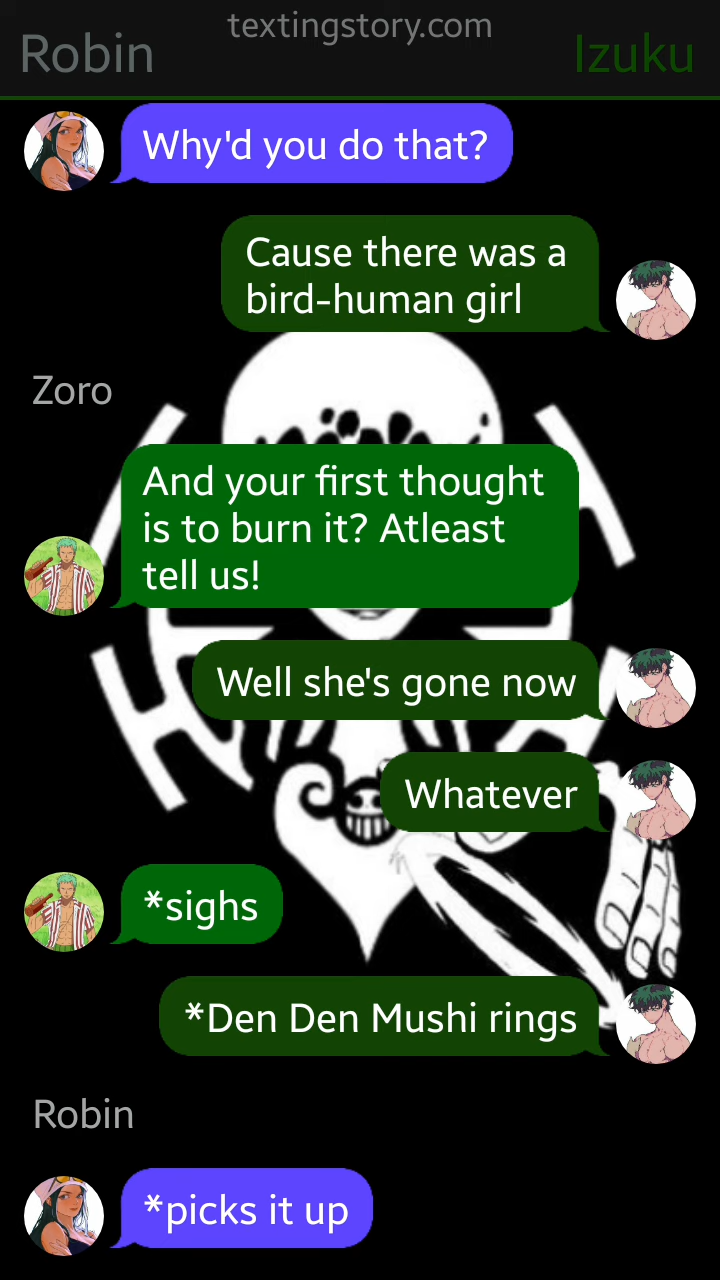 textingstory.com
Robin
Izuku
Why'd you do that?
Cause there was a
bird-human girl
Zoro
And your first thought
is to burn it? Atleast
tell us!
Well she's gone now
Whatever
*sighs
*Den Den Mushi rings
Robin
*picks it up